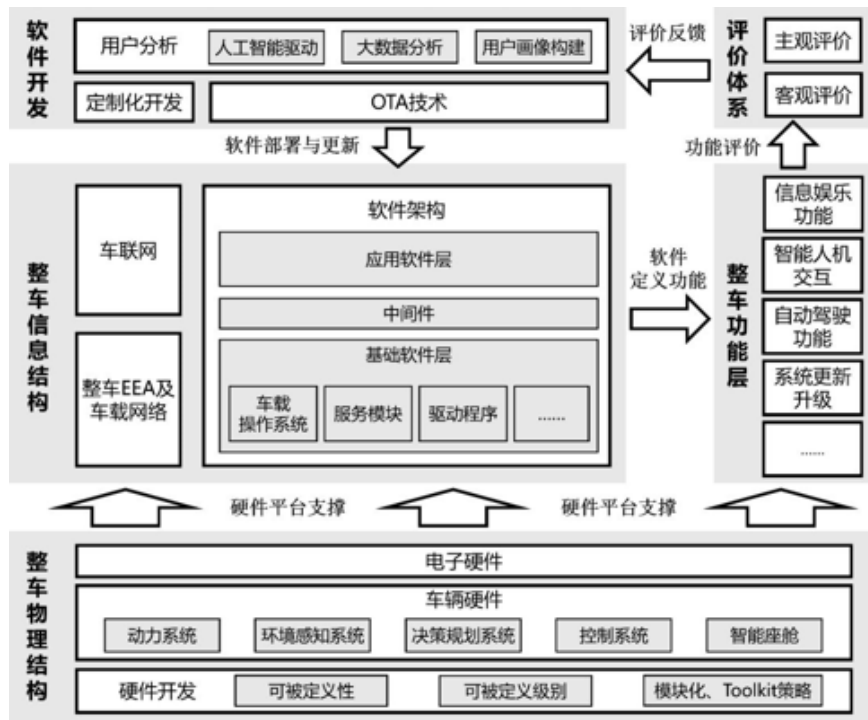 软件开发
用户分析
人工智能驱动
大数据分析
用户画像构建
定制化开发
OTA技术
评价反馈
评价体系
主观评价
客观评价
软件部署与更新
功能评价
整车信息结构
车联网
整车EEA及
车载网络
软件架构
应用软件层
中间件
基础软件层
车载
操作系统
服务模块
驱动程序
……
软件
定义功能
整车功能层
信息娱乐
功能
智能人机
交互
自动驾驶
功能
系统更新
升级
……
硬件平台支撑
硬件平台支撑
整车物理结构
电子硬件
车辆硬件
动力系统
环境感知系统
决策规划系统
控制系统
智能座舱
硬件开发
可被定义性
可被定义级别
模块化、Toolkit策略